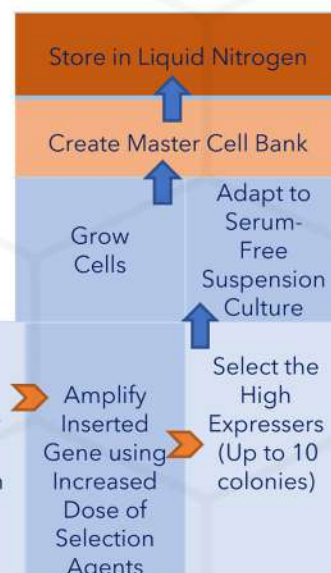 Store in Liquid Nitrogen
Create Master Cell Bank
Grow
Cells
Adapt to
Serum-
Free
Suspension
Culture
Amplify
Inserted
Gene using
Increased
Dose of
Selection
Agents
Select the
High
Expressers
(Up to 10
colonies)